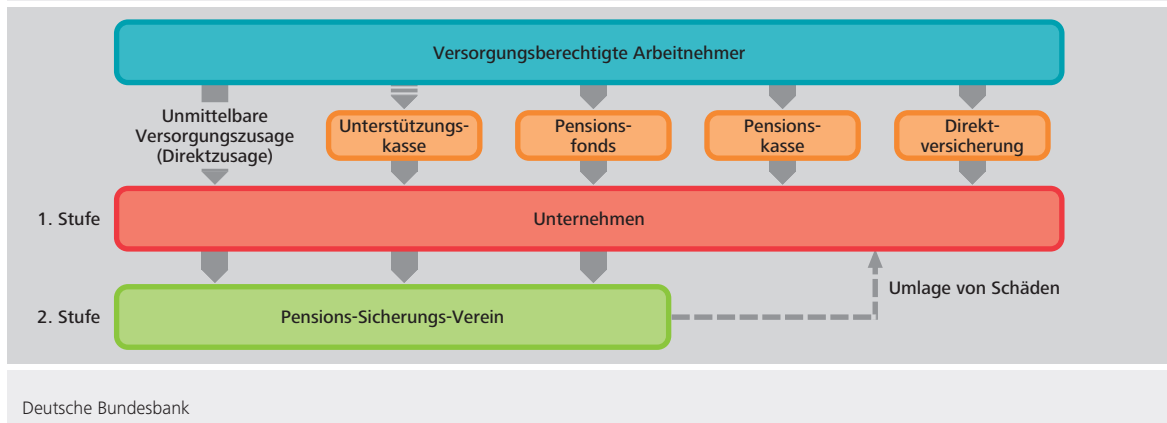 Versorgungsberechtigte Arbeitnehmer
Unmittelbare
Versorgungszusage
(Direktzusage)
Unterstützungs-
kasse
Pensions-
fonds
Pensions-
kasse
Direkt-
versicherung
1. Stufe
Unternehmen
Umlage von Schäden
2. Stufe
Pensions-Sicherungs-Verein
Deutsche Bundesbank